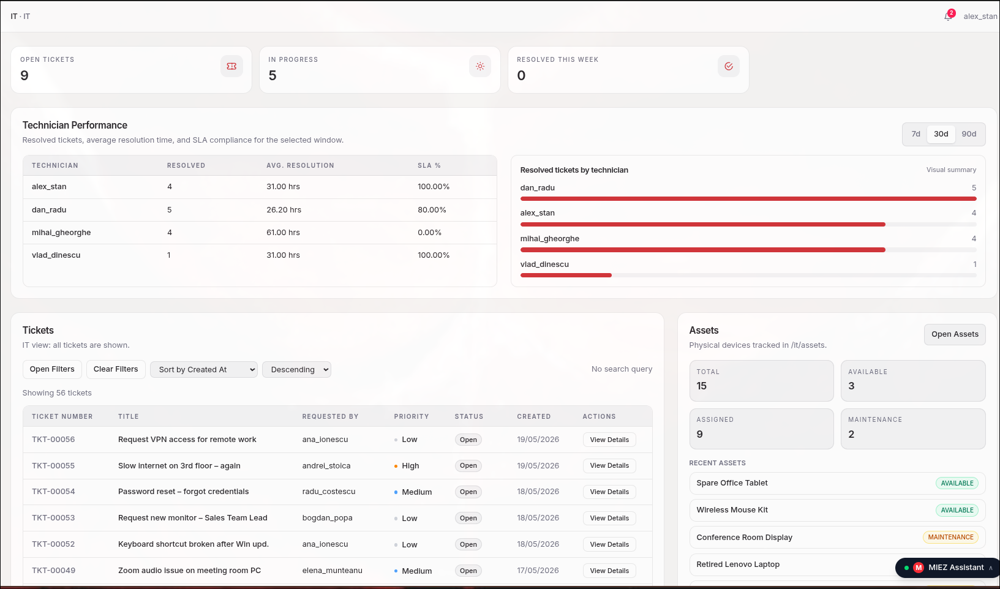 IT · IT
2
alex_stan
OPEN TICKETS
9
IN PROGRESS
5
RESOLVED THIS WEEK
0
Technician Performance
Resolved tickets, average resolution time, and SLA compliance for the selected window.
7d 30d 90d
TECHNICIAN RESOLVED AVG. RESOLUTION SLA %
alex_stan 4 31.00 hrs 100.00%
dan_radu 5 26.20 hrs 80.00%
mihai_gheorghe 4 61.00 hrs 0.00%
vlad_dinescu 1 31.00 hrs 100.00%
Resolved tickets by technician Visual summary
dan_radu 5
alex_stan 4
mihai_gheorghe 4
vlad_dinescu 1
Tickets
IT view: all tickets are shown.
Open Filters Clear Filters Sort by Created At Descending No search query
Showing 56 tickets
TICKET NUMBER TITLE REQUESTED BY PRIORITY STATUS CREATED ACTIONS
TKT-00056 Request VPN access for remote work ana_ionescu Low Open 19/05/2026 View Details
TKT-00055 Slow internet on 3rd floor – again andrei_stoica High Open 19/05/2026 View Details
TKT-00054 Password reset – forgot credentials radu_costescu Medium Open 18/05/2026 View Details
TKT-00053 Request new monitor – Sales Team Lead bogdan_popa Low Open 18/05/2026 View Details
TKT-00052 Keyboard shortcut broken after Win upd. ana_ionescu Low Open 18/05/2026 View Details
TKT-00049 Zoom audio issue on meeting room PC elena_munteanu Medium Open 17/05/2026 View Details
Assets
Physical devices tracked in /it/assets.
Open Assets
TOTAL
15
AVAILABLE
3
ASSIGNED
9
MAINTENANCE
2
RECENT ASSETS
Spare Office Tablet AVAILABLE
Wireless Mouse Kit AVAILABLE
Conference Room Display MAINTENANCE
Retired Lenovo Laptop
M MIEZ Assistant